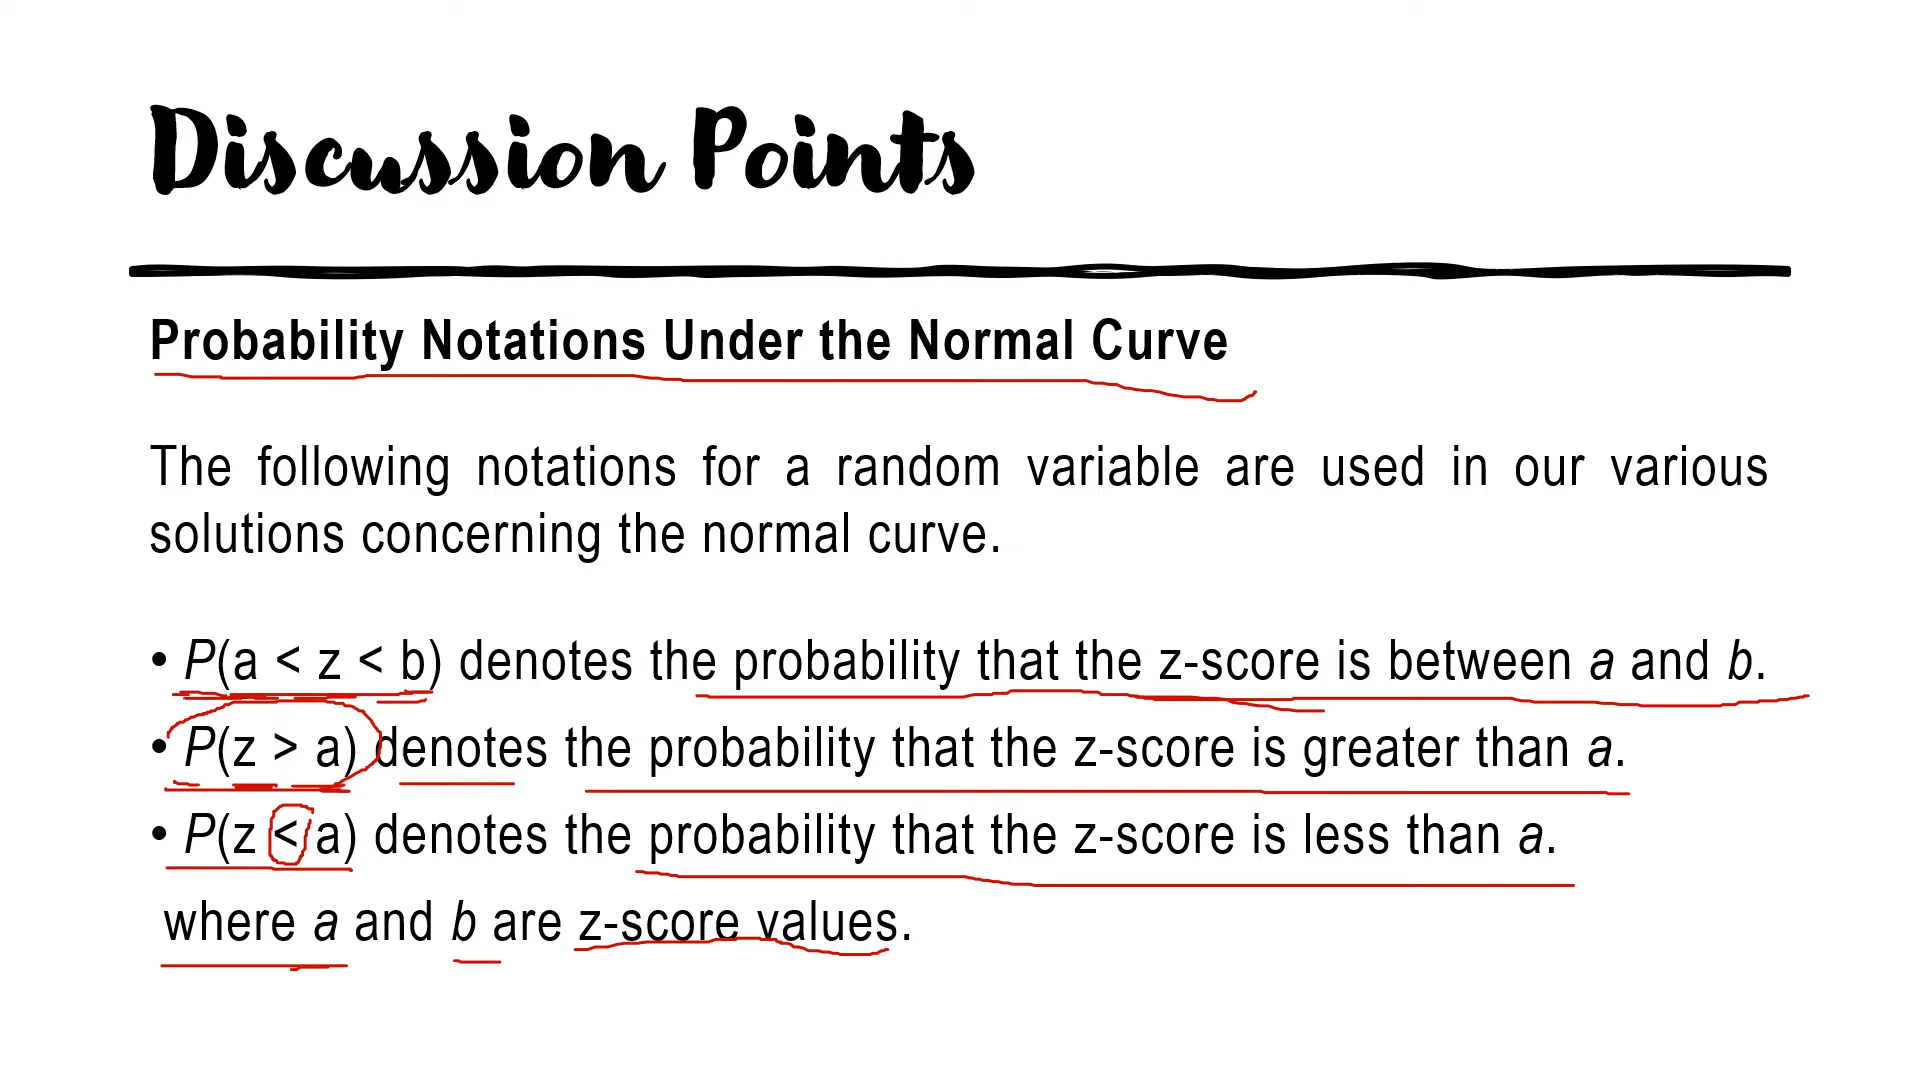 Discussion Points
Probability Notations Under the Normal Curve
The following notations for a random variable are used in our various
solutions concerning the normal curve.
• P(a < z < b) denotes the probability that the z-score is between a and b.
• P(z > a) denotes the probability that the z-score is greater than a.
• P(z < a) denotes the probability that the z-score is less than a.
where a and b are z-score values.